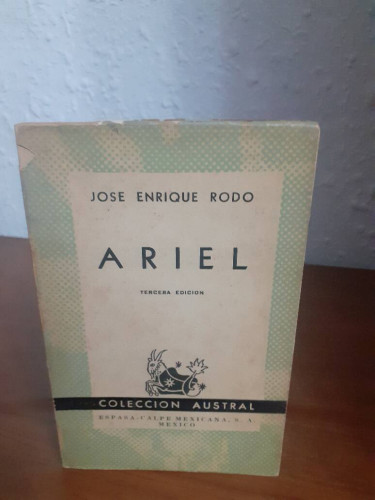 JOSE ENRIQUE RODO
ARIEL
TERCERA EDICION
COLECCION AUSTRAL
ESPASA-CALPE MEXICANA, S. A.
MEXICO